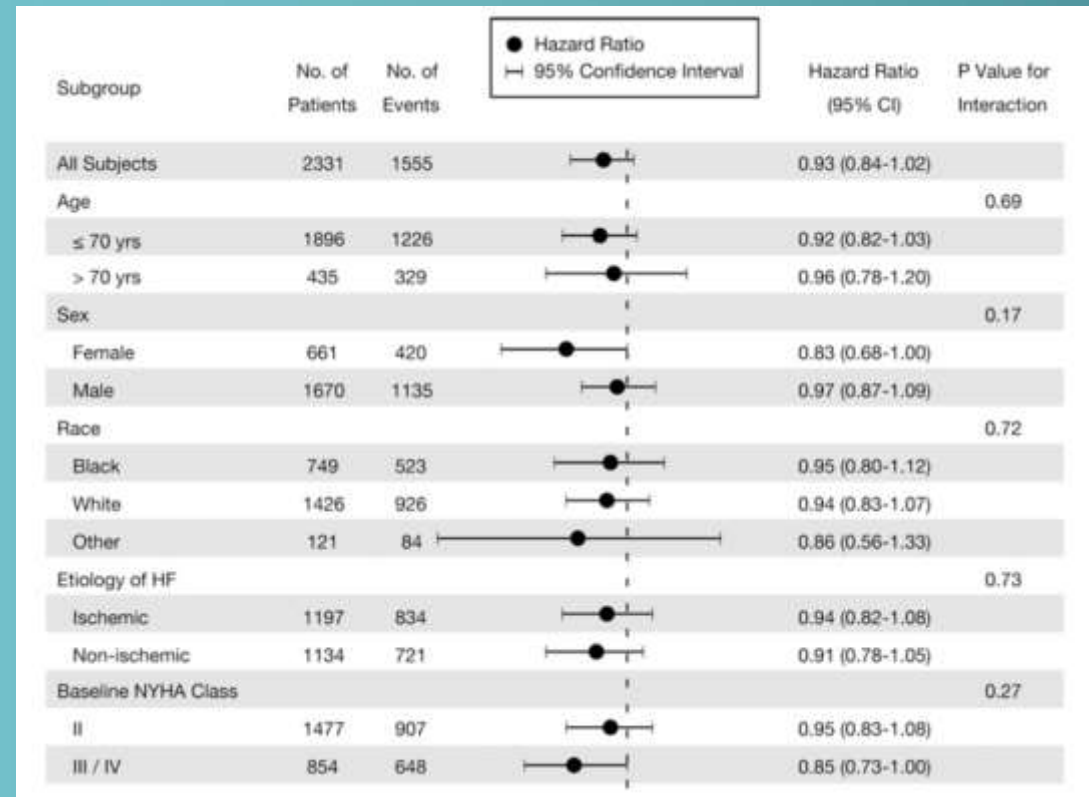 Hazard Ratio
95% Confidence Interval
Subgroup No. of Patients No. of Events Hazard Ratio (95% CI) P Value for Interaction
All Subjects 2331 1555 0.93 (0.84-1.02)
Age 0.69
≤ 70 yrs 1896 1226 0.92 (0.82-1.03)
> 70 yrs 435 329 0.96 (0.78-1.20)
Sex 0.17
Female 661 420 0.83 (0.68-1.00)
Male 1670 1135 0.97 (0.87-1.09)
Race 0.72
Black 749 523 0.95 (0.80-1.12)
White 1426 926 0.94 (0.83-1.07)
Other 121 84 0.86 (0.56-1.33)
Etiology of HF 0.73
Ischemic 1197 834 0.94 (0.82-1.08)
Non-ischemic 1134 721 0.91 (0.78-1.05)
Baseline NYHA Class 0.27
II 1477 907 0.95 (0.83-1.08)
III / IV 854 648 0.85 (0.73-1.00)